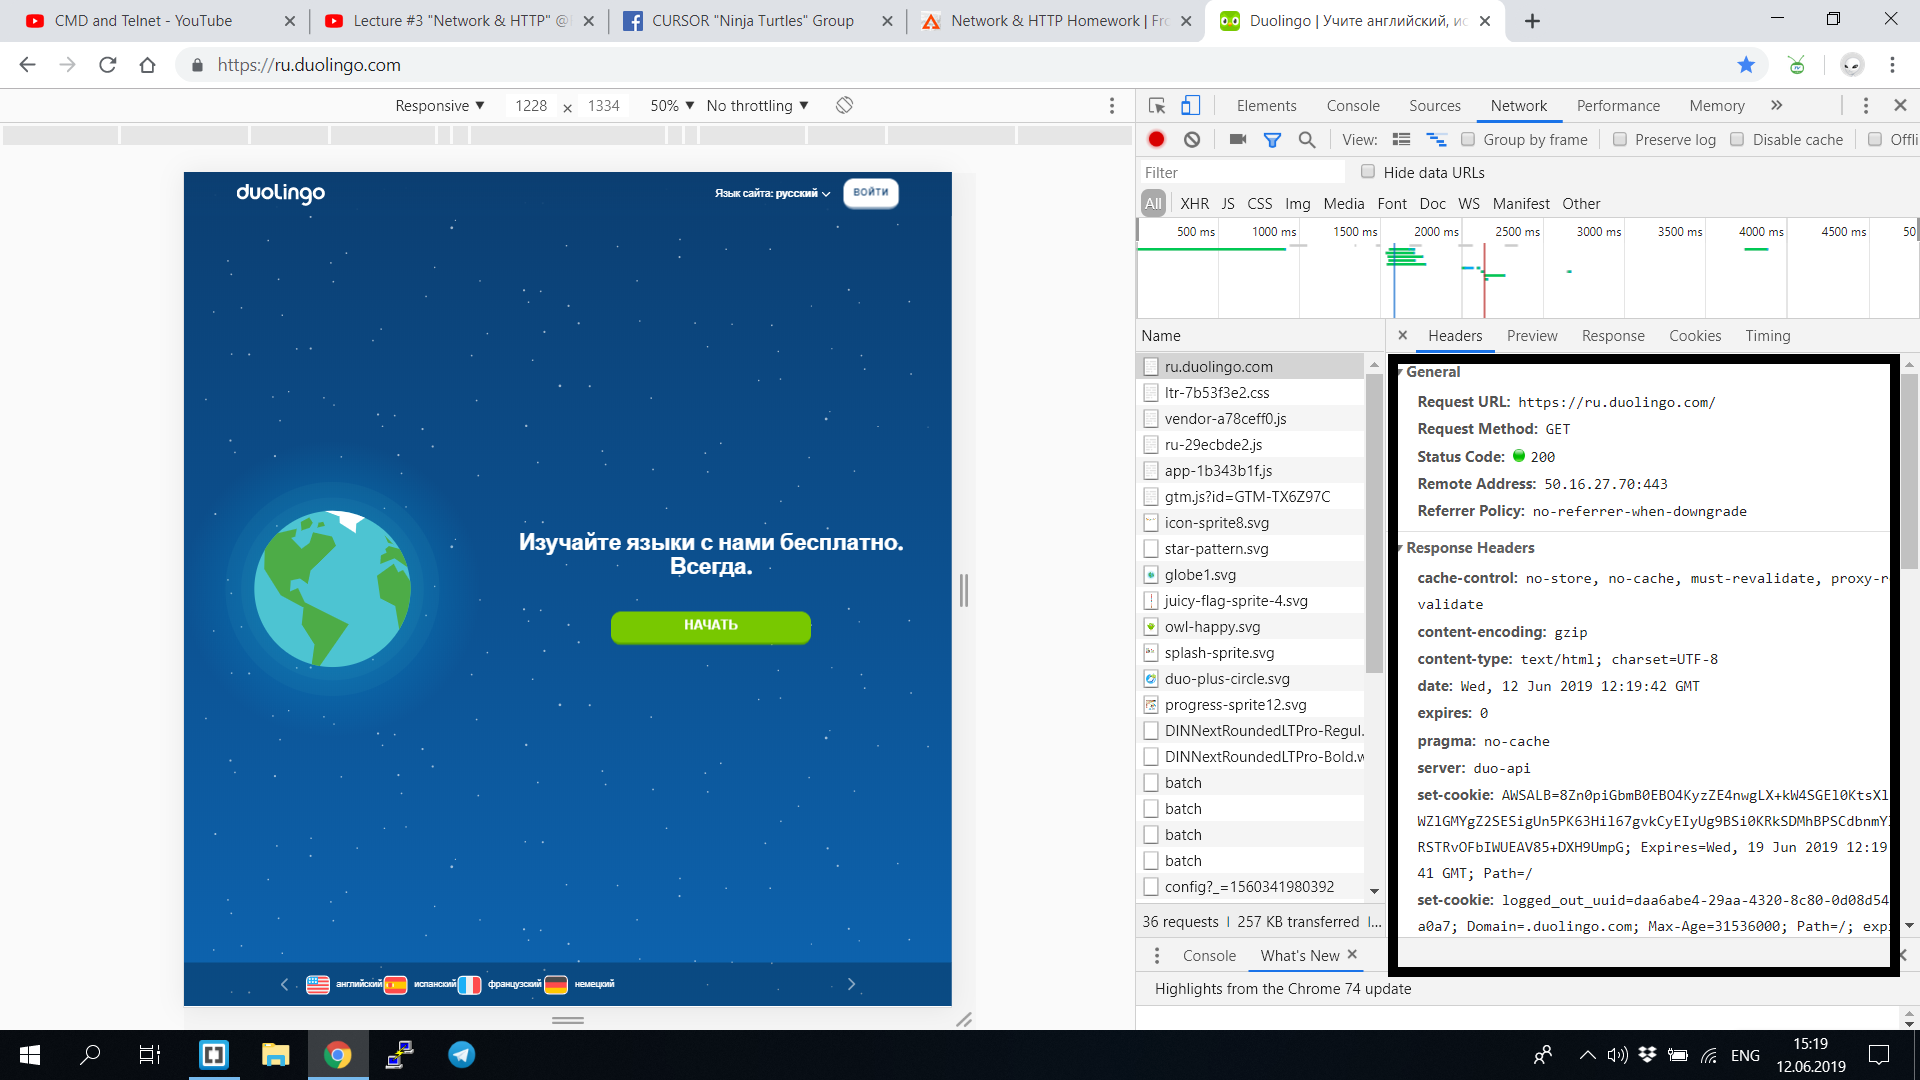 CMD and Telnet - YouTube
Lecture #3 "Network & HTTP" @
CURSOR "Ninja Turtles" Group
Network & HTTP Homework | Fro
Duolingo | Учите английский, ис
https://ru.duolingo.com
Responsive ▼ 1228 × 1334 50% ▼ No throttling ▼
Elements Console Sources Network Performance Memory »
View: Group by frame Preserve log Disable cache Offli
Filter Hide data URLs
All XHR JS CSS Img Media Font Doc WS Manifest Other
500 ms 1000 ms 1500 ms 2000 ms 2500 ms 3000 ms 3500 ms 4000 ms 4500 ms 50
duolingo
Язык сайта: русский
ВОЙТИ
Изучайте языки с нами бесплатно.
Всегда.
НАЧАТЬ
английский испанский французский немецкий
Name
ru.duolingo.com
ltr-7b53f3e2.css
vendor-a78ceff0.js
ru-29ecbde2.js
app-1b343b1f.js
gtm.js?id=GTM-TX6Z97C
icon-sprite8.svg
star-pattern.svg
globe1.svg
juicy-flag-sprite-4.svg
owl-happy.svg
splash-sprite.svg
duo-plus-circle.svg
progress-sprite12.svg
DINNextRoundedLTPro-Regul.
DINNextRoundedLTPro-Bold.w
batch
batch
batch
batch
config?_=1560341980392
36 requests | 257 KB transferred | ...
Headers Preview Response Cookies Timing
General
Request URL: https://ru.duolingo.com/
Request Method: GET
Status Code: 200
Remote Address: 50.16.27.70:443
Referrer Policy: no-referrer-when-downgrade
Response Headers
cache-control: no-store, no-cache, must-revalidate, proxy-r
validate
content-encoding: gzip
content-type: text/html; charset=UTF-8
date: Wed, 12 Jun 2019 12:19:42 GMT
expires: 0
pragma: no-cache
server: duo-api
set-cookie: AWSALB=8Zn0piGbmB0EBO4KyzZE4nwgLX+kW4SGEl0KtsXl
WZlGMYgZ2SESigUn5PK63Hil67gvkCyEIyUg9BSi0KRkSDMhBPSCdbnmY
RSTRvOFbIWUEAV85+DXH9UmpG; Expires=Wed, 19 Jun 2019 12:19
41 GMT; Path=/
set-cookie: logged_out_uuid=daa6abe4-29aa-4320-8c80-0d08d54
a0a7; Domain=.duolingo.com; Max-Age=31536000; Path=/; exp
Console What's New
Highlights from the Chrome 74 update
ENG
15:19
12.06.2019